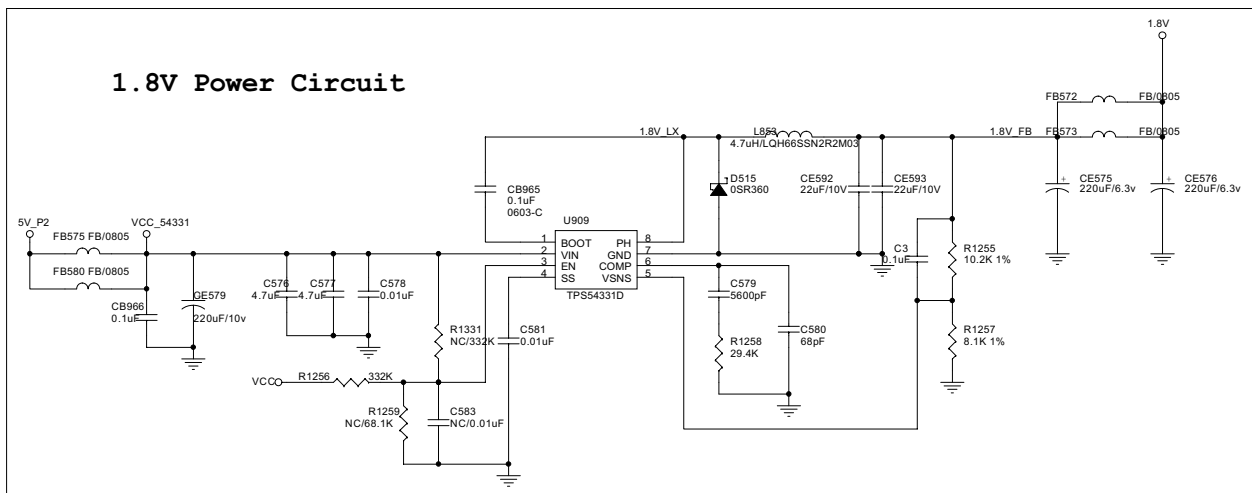 1.8V
1.8V Power Circuit
FB572 FB/0805
1.8V_LX
L853
4.7uH/LQH66SSN2R2M03
1.8V_FB
FB573 FB/0805
CB965
0.1uF
0603-C
D515
0SR360
CE592
22uF/10V
CE593
22uF/10V
CE575
220uF/6.3v
CE576
220uF/6.3v
5V_P2
VCC_54331
FB575 FB/0805
FB580 FB/0805
U909
1 BOOT PH 8
2 VIN GND 7
3 EN COMP 6
4 SS VSNS 5
TPS54331D
C3
0.1uF
R1255
10.2K 1%
CB966
0.1uF
CE579
220uF/10v
C576
4.7uF
C577
4.7uF
C578
0.01uF
C579
5600pF
R1331
NC/332K
C581
0.01uF
R1258
29.4K
C580
68pF
R1257
8.1K 1%
VCC
R1256 332K
R1259
NC/68.1K
C583
NC/0.01uF